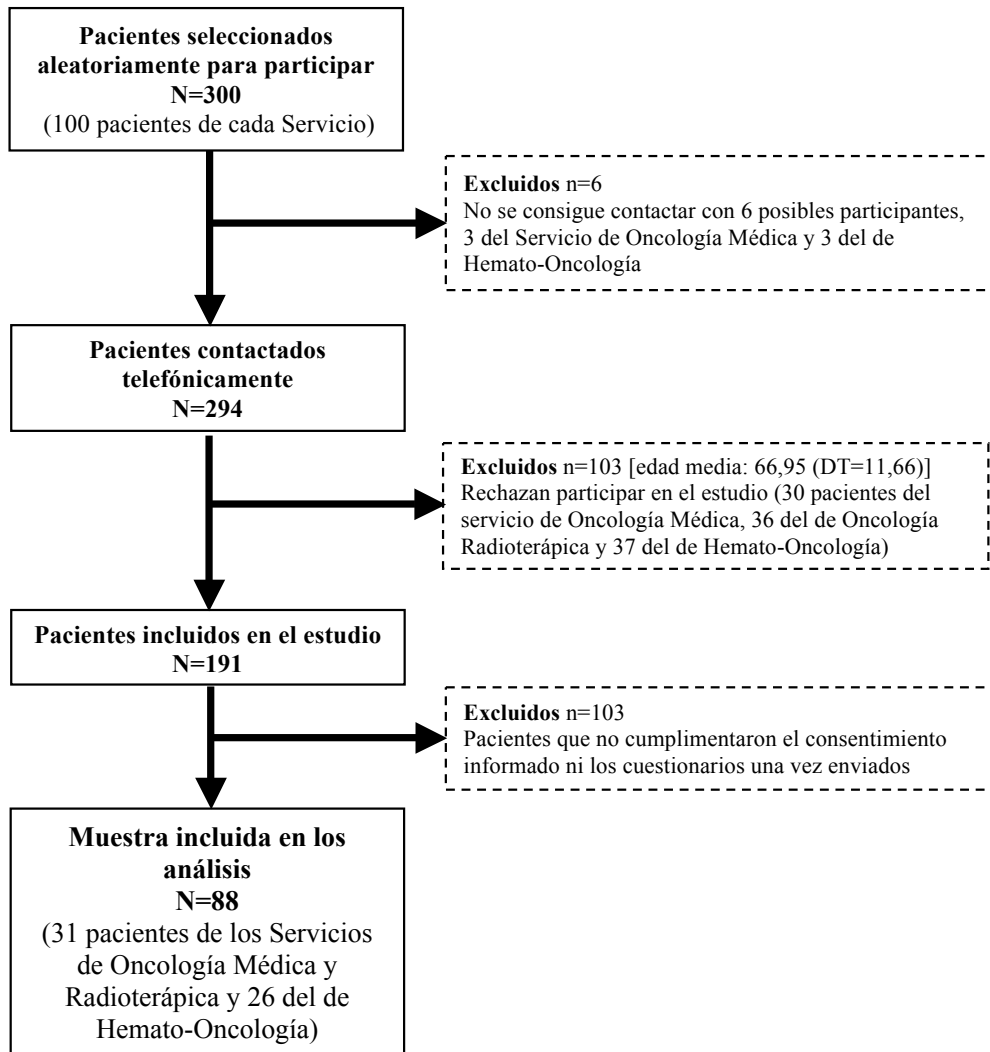 Pacientes seleccionados
aleatoriamente para participar
N=300
(100 pacientes de cada Servicio)
Excluidos n=6
No se consigue contactar con 6 posibles participantes,
3 del Servicio de Oncología Médica y 3 del de
Hemato-Oncología
Pacientes contactados
telefónicamente
N=294
Excluidos n=103 [edad media: 66,95 (DT=11,66)]
Rechazan participar en el estudio (30 pacientes del
servicio de Oncología Médica, 36 del de Oncología
Radioterápica y 37 del de Hemato-Oncología)
Pacientes incluidos en el estudio
N=191
Excluidos n=103
Pacientes que no cumplimentaron el consentimiento
informado ni los cuestionarios una vez enviados
Muestra incluida en los
análisis
N=88
(31 pacientes de los Servicios
de Oncología Médica y
Radioterápica y 26 del de
Hemato-Oncología)